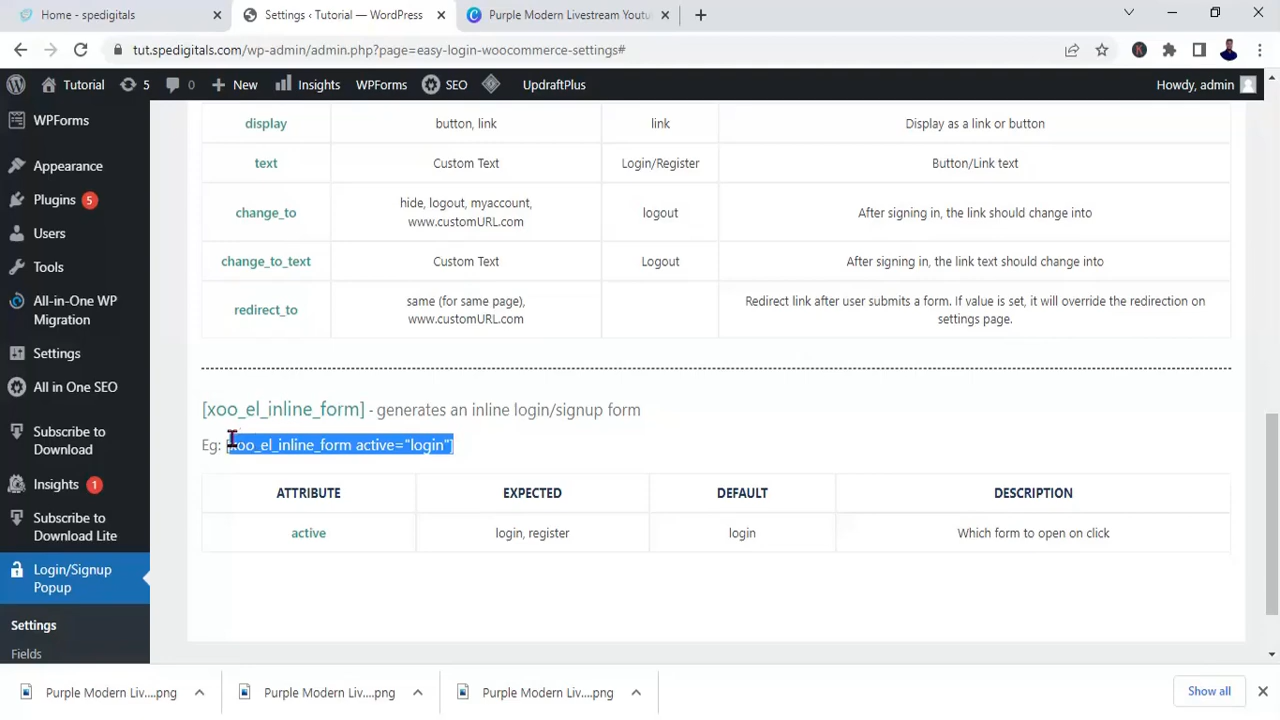 Home - spedigitals
Settings ‹ Tutorial — WordPress
Purple Modern Livestream Youtu
tut.spedigitals.com/wp-admin/admin.php?page=easy-login-woocommerce-settings#
Tutorial
5
0
New
Insights
WPForms
SEO
UpdraftPlus
Howdy, admin
WPForms
Appearance
Plugins 5
Users
Tools
All-in-One WP
Migration
Settings
All in One SEO
Subscribe to
Download
Insights 1
Subscribe to
Download Lite
Login/Signup
Popup
Settings
Fields
display
button, link
link
Display as a link or button
text
Custom Text
Login/Register
Button/Link text
change_to
hide, logout, myaccount,
www.customURL.com
logout
After signing in, the link should change into
change_to_text
Custom Text
Logout
After signing in, the link text should change into
redirect_to
same (for same page),
www.customURL.com
Redirect link after user submits a form. If value is set, it will override the redirection on
settings page.
[xoo_el_inline_form] - generates an inline login/signup form
Eg: [xoo_el_inline_form active="login"]
ATTRIBUTE
EXPECTED
DEFAULT
DESCRIPTION
active
login, register
login
Which form to open on click
Purple Modern Liv....png
Purple Modern Liv....png
Purple Modern Liv....png
Show all